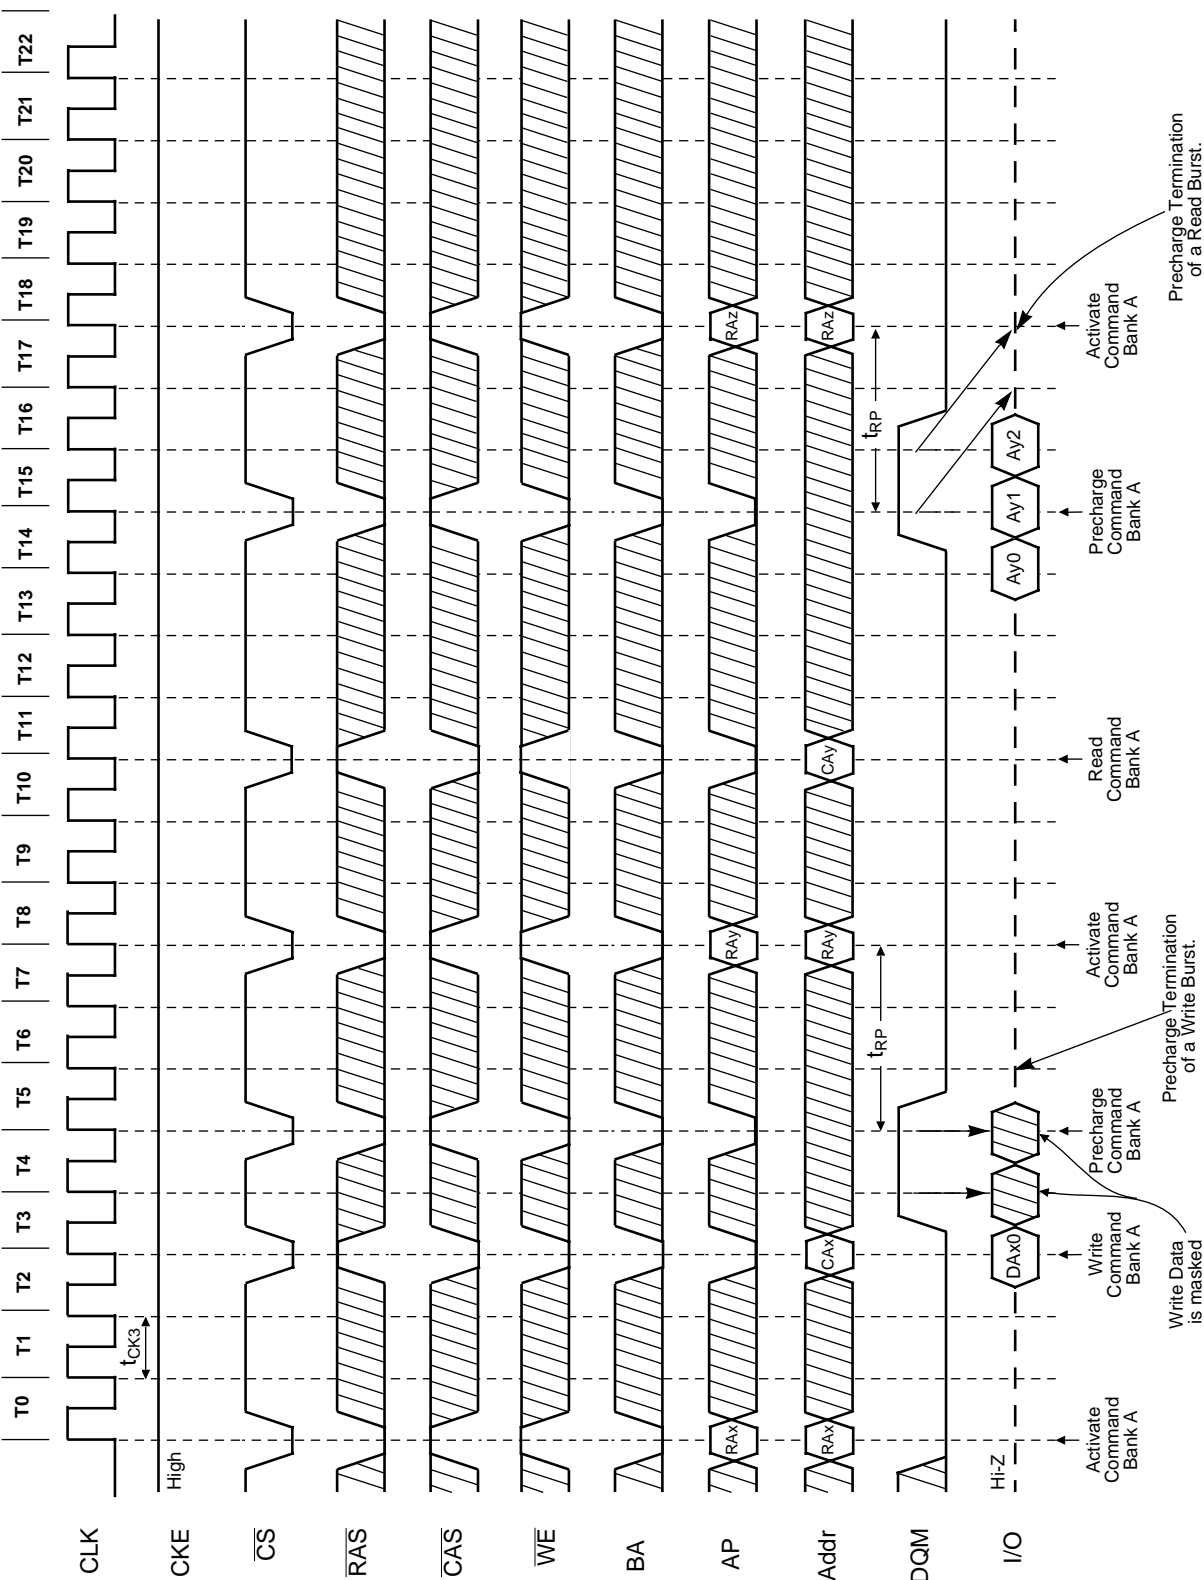 T0 T1 T2 T3 T4 T5 T6 T7 T8 T9 T10 T11 T12 T13 T14 T15 T16 T17 T18 T19 T20 T21 T22
CLK
tCK3
CKE
High
CS
RAS
CAS
WE
BA
AP
RAx RAy RAz
Addr
RAx CAx RAy CAy RAz
tRP tRP
DQM
I/O
Hi-Z
DAx0 Ay0 Ay1 Ay2
Activate
Command
Bank A
Write
Command
Bank A
Precharge
Command
Bank A
Activate
Command
Bank A
Read
Command
Bank A
Precharge
Command
Bank A
Activate
Command
Bank A
Write Data
is masked
Precharge Termination
of a Write Burst.
Precharge Termination
of a Read Burst.